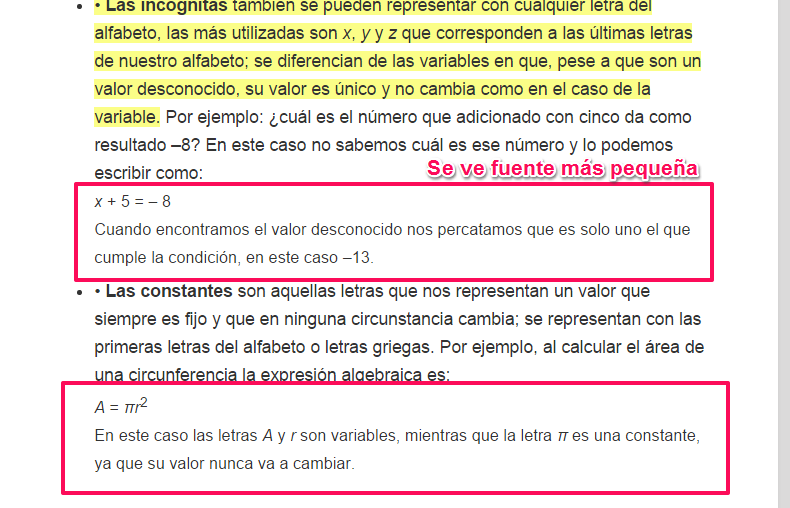 • • Las incógnitas también se pueden representar con cualquier letra del
alfabeto, las más utilizadas son x, y y z que corresponden a las últimas letras
de nuestro alfabeto; se diferencian de las variables en que, pese a que son un
valor desconocido, su valor es único y no cambia como en el caso de la
variable. Por ejemplo: ¿cuál es el número que adicionado con cinco da como
resultado –8? En este caso no sabemos cuál es ese número y lo podemos
escribir como:
Se ve fuente más pequeña
x + 5 = – 8
Cuando encontramos el valor desconocido nos percatamos que es solo uno el que
cumple la condición, en este caso –13.
• • Las constantes son aquellas letras que nos representan un valor que
siempre es fijo y que en ninguna circunstancia cambia; se representan con las
primeras letras del alfabeto o letras griegas. Por ejemplo, al calcular el área de
una circunferencia la expresión algebraica es:
A = πr²
En este caso las letras A y r son variables, mientras que la letra π es una constante,
ya que su valor nunca va a cambiar.